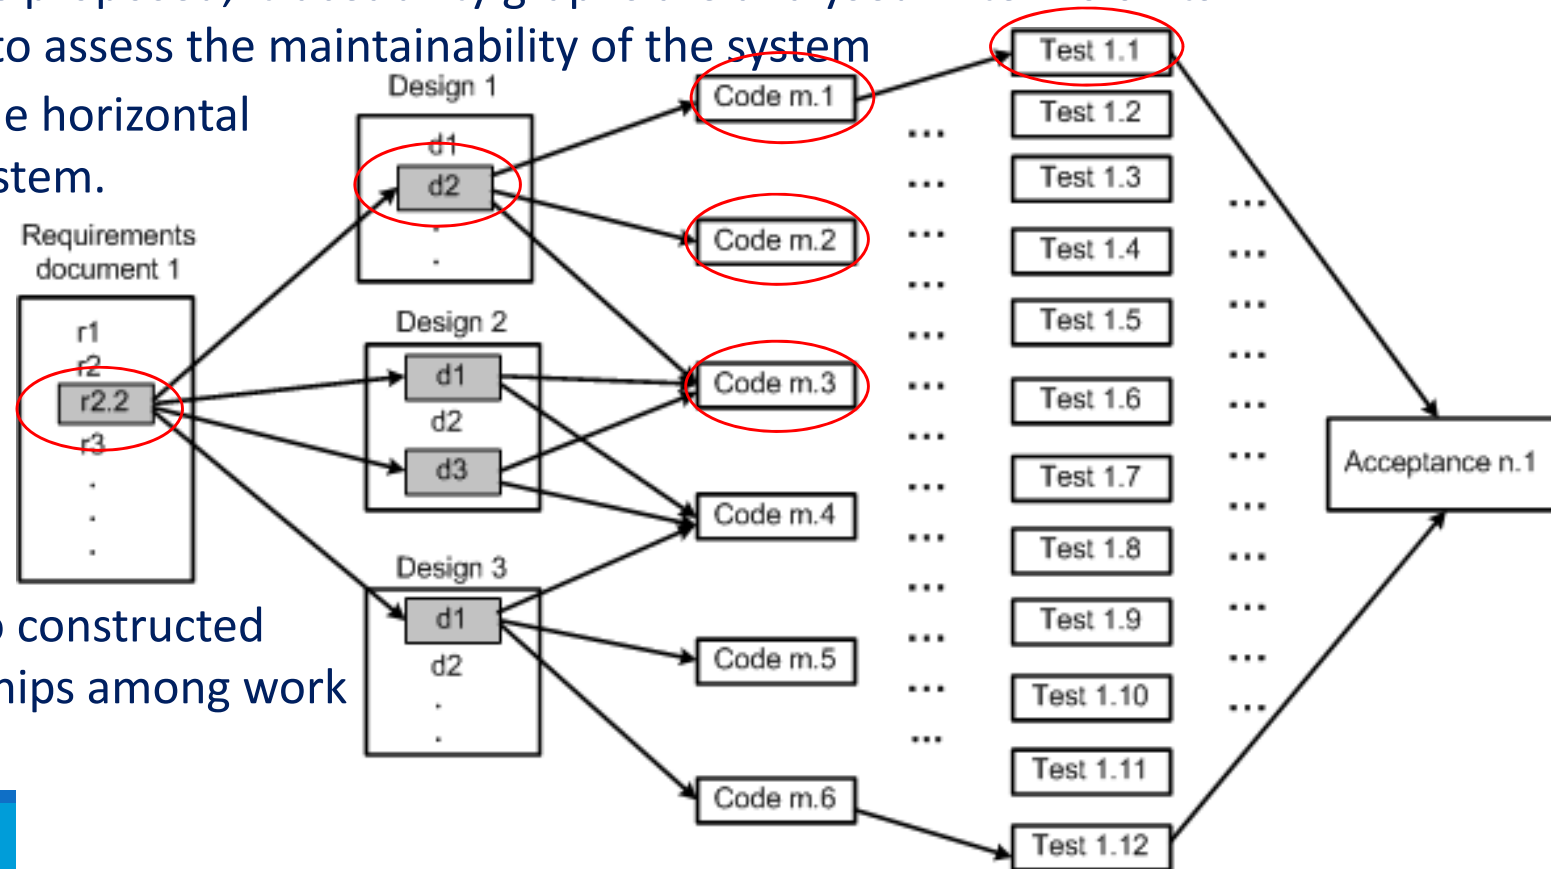 to assess the maintainability of the system
e horizontal
stem.
constructed
hips among work
Requirements
document 1
r1
r2
r2.2
r3
.
.
.
Design 1
d1
d2
.
.
Design 2
d1
d2
d3
Design 3
d1
d2
.
.
Code m.1
Code m.2
Code m.3
Code m.4
Code m.5
Code m.6
...
...
...
...
...
...
...
...
...
...
...
...
...
Test 1.1
Test 1.2
Test 1.3
Test 1.4
Test 1.5
Test 1.6
Test 1.7
Test 1.8
Test 1.9
Test 1.10
Test 1.11
Test 1.12
...
...
...
...
...
...
...
...
...
...
...
Acceptance n.1